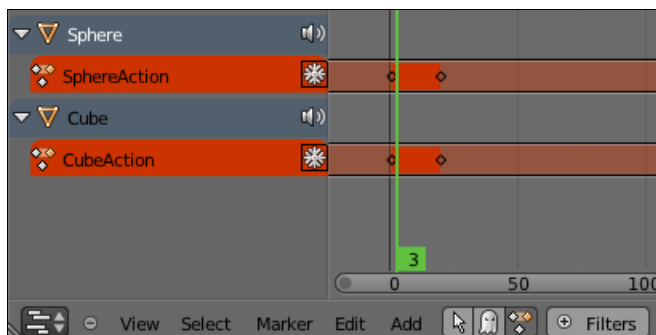 Sphere
SphereAction
Cube
CubeAction
3
0 50 100
View Select Marker Edit Add Filters